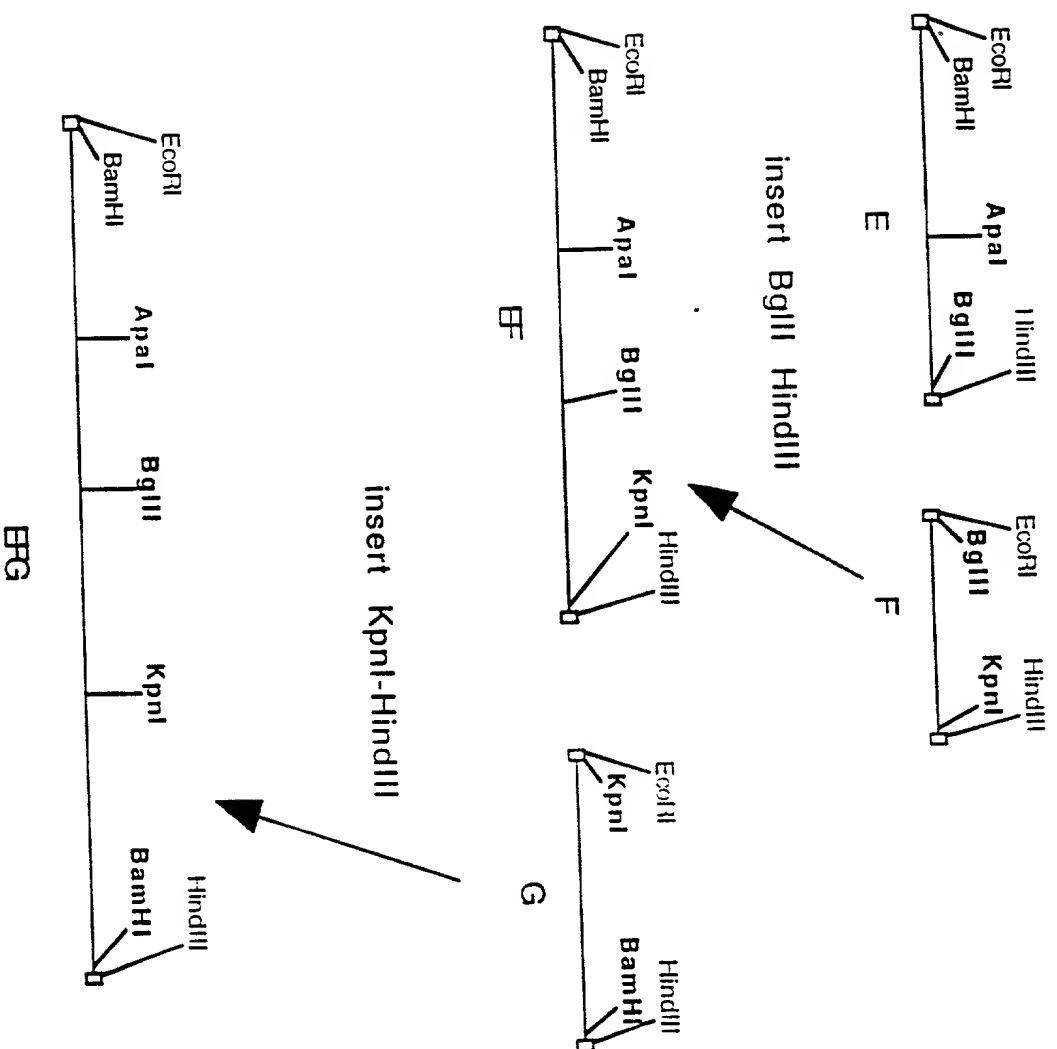 EcoRI
BamHI
ApaI
BglII
HindIII
E
EcoRI
BglII
KpnI
HindIII
F
insert BglII HindIII
EcoRI
BamHI
ApaI
BglII
KpnI
HindIII
EF
EcoRI
KpnI
BamHI
HindIII
G
insert KpnI-HindIII
EcoRI
BamHI
ApaI
BglII
KpnI
BamHI
HindIII
EFG